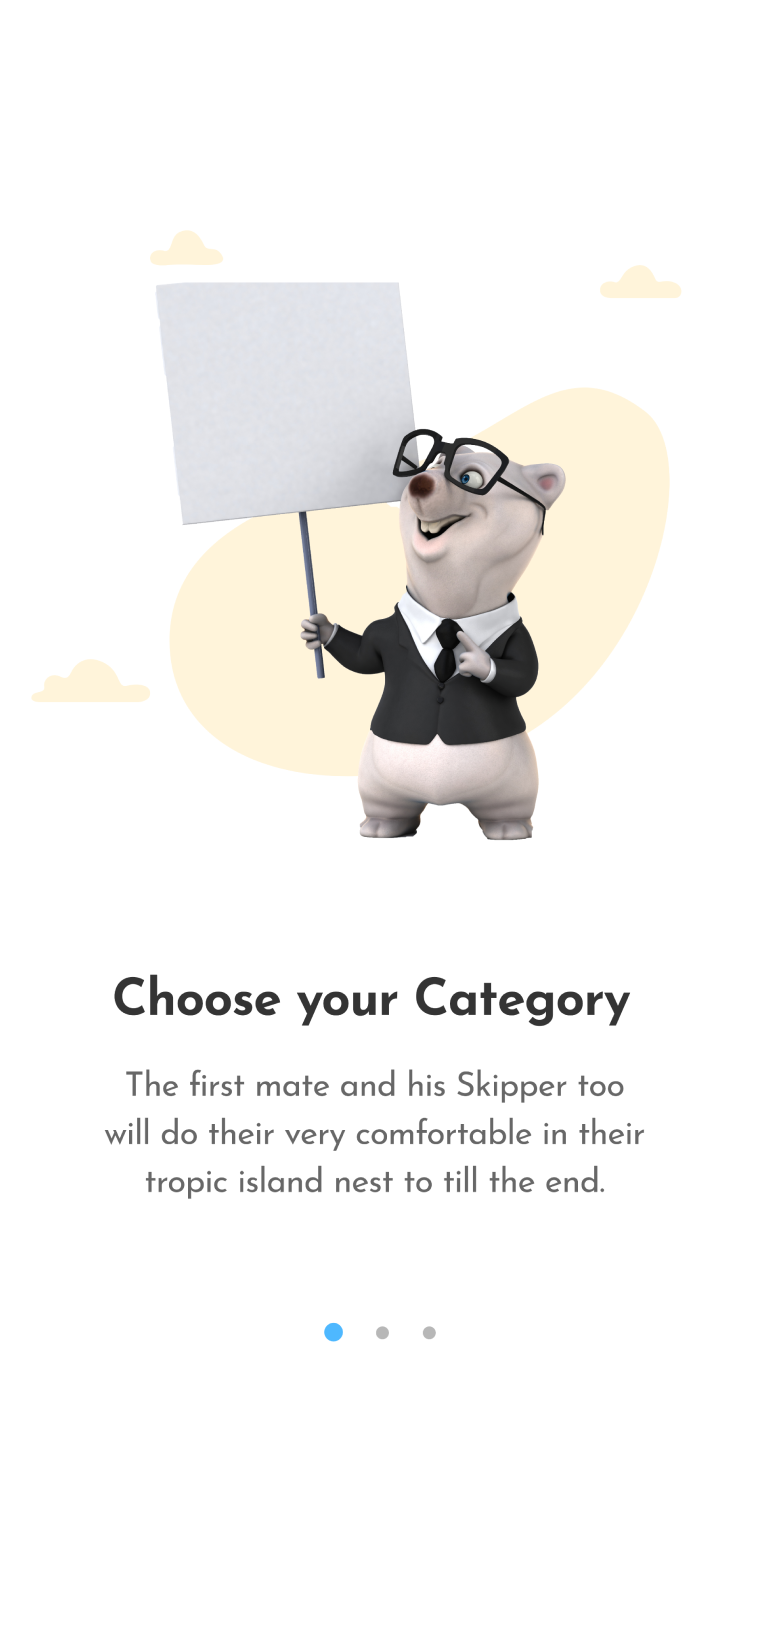 Choose your Category
The first mate and his Skipper too
will do their very comfortable in their
tropic island nest to till the end.